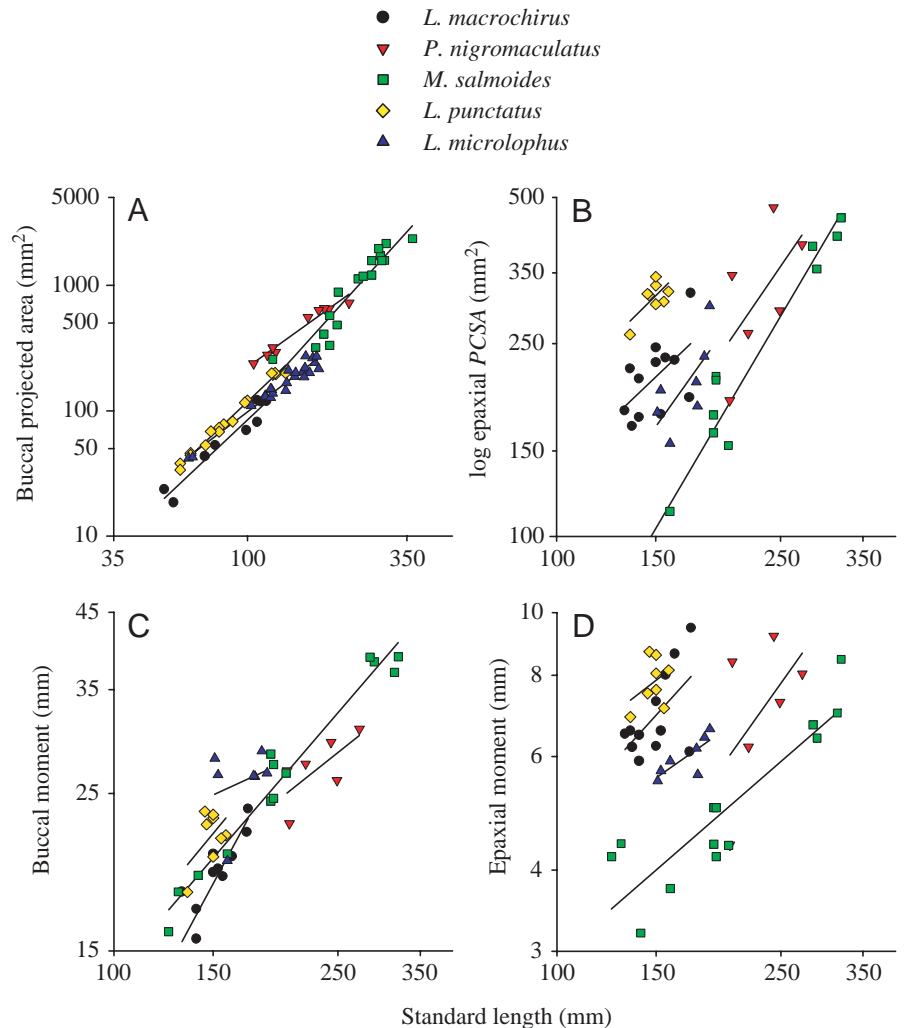 L. macrochirus
P. nigromaculatus
M. salmoides
L. punctatus
L. microlophus
A
Buccal projected area (mm²)
5000
1000
500
100
50
10
35
100
350
B
log epaxial PCSA (mm²)
500
350
250
150
100
100
150
250
350
C
Buccal moment (mm)
45
35
25
15
100
150
250
350
D
Epaxial moment (mm)
10
8
6
4
3
100
150
250
350
Standard length (mm)